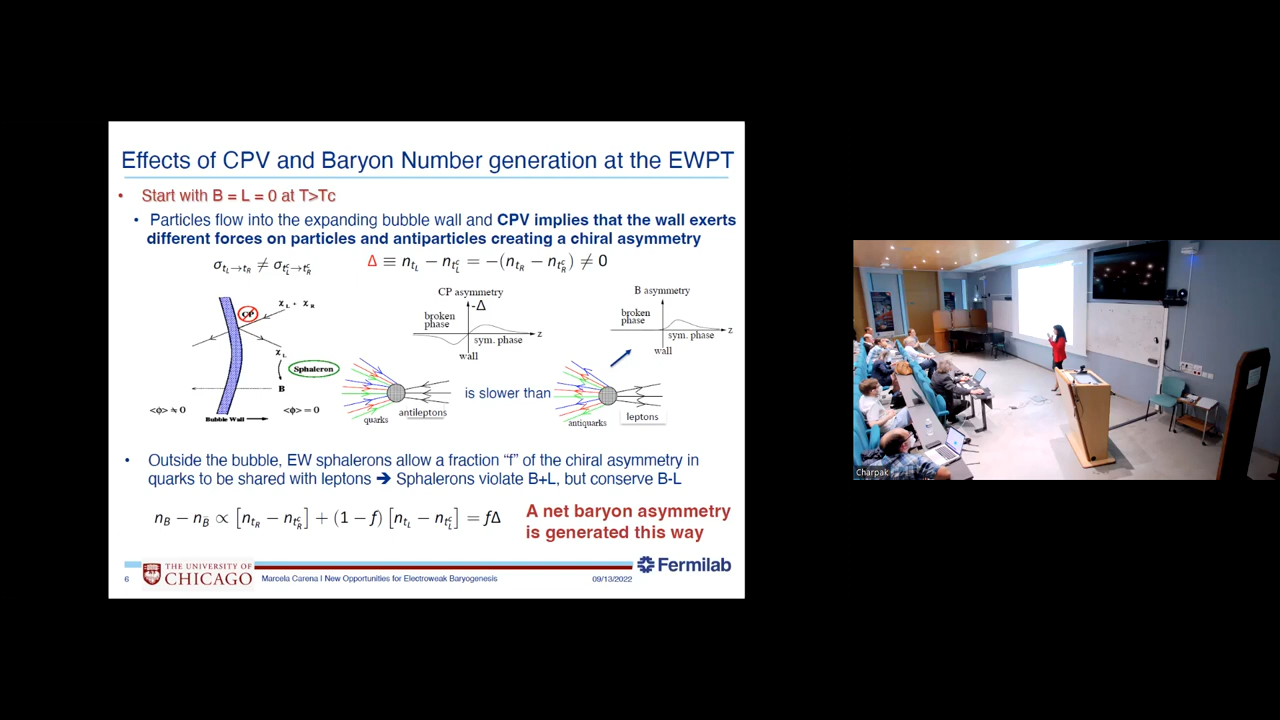 Effects of CPV and Baryon Number generation at the EWPT
• Start with B = L = 0 at T>Tc
• Particles flow into the expanding bubble wall and CPV implies that the wall exerts
different forces on particles and antiparticles creating a chiral asymmetry
σ_{t_L→t_R} ≠ σ_{t_L^c→t_R^c}
Δ ≡ n_{t_L} − n_{t_L^c} = −(n_{t_R} − n_{t_R^c}) ≠ 0
CP
χ_L + χ_R
χ_L
Sphaleron
B
<ϕ> ≠ 0
<ϕ> = 0
Bubble Wall
CP asymmetry
-Δ
broken
phase
z
sym. phase
wall
B asymmetry
broken
phase
z
sym. phase
wall
quarks
antileptons
is slower than
antiquarks
leptons
• Outside the bubble, EW sphalerons allow a fraction “f” of the chiral asymmetry in
quarks to be shared with leptons ➔ Sphalerons violate B+L, but conserve B-L
n_B − n_{B̄} ∝ [n_{t_R} − n_{t_R^c}] + (1 − f) [n_{t_L} − n_{t_L^c}] = fΔ
A net baryon asymmetry
is generated this way
6
THE UNIVERSITY OF
CHICAGO
Marcela Carena I New Opportunities for Electroweak Baryogenesis
09/13/2022
Fermilab
Charpak